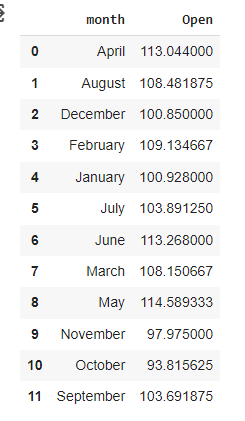 month Open
0 April 113.044000
1 August 108.481875
2 December 100.850000
3 February 109.134667
4 January 100.928000
5 July 103.891250
6 June 113.268000
7 March 108.150667
8 May 114.589333
9 November 97.975000
10 October 93.815625
11 September 103.691875